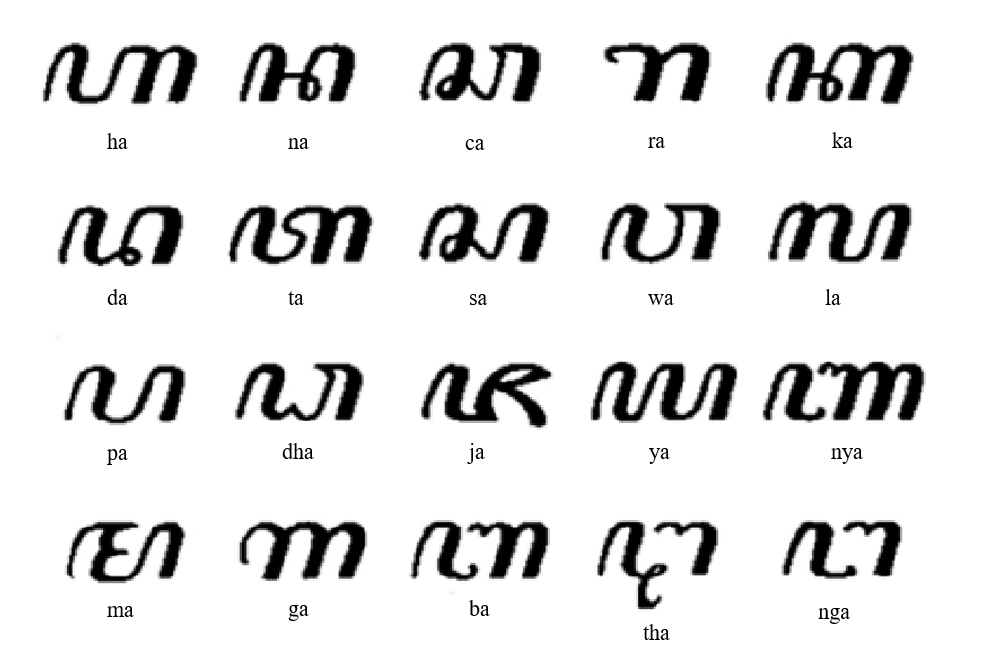 ꦲ ꦤ ꦕ ꦫ ꦏ
ha na ca ra ka
ꦢ ꦠ ꦱ ꦮ ꦭ
da ta sa wa la
ꦥ ꦝ ꦗ ꦪ ꦚ
pa dha ja ya nya
ꦩ ꦒ ꦧ ꦛ ꦔ
ma ga ba tha nga